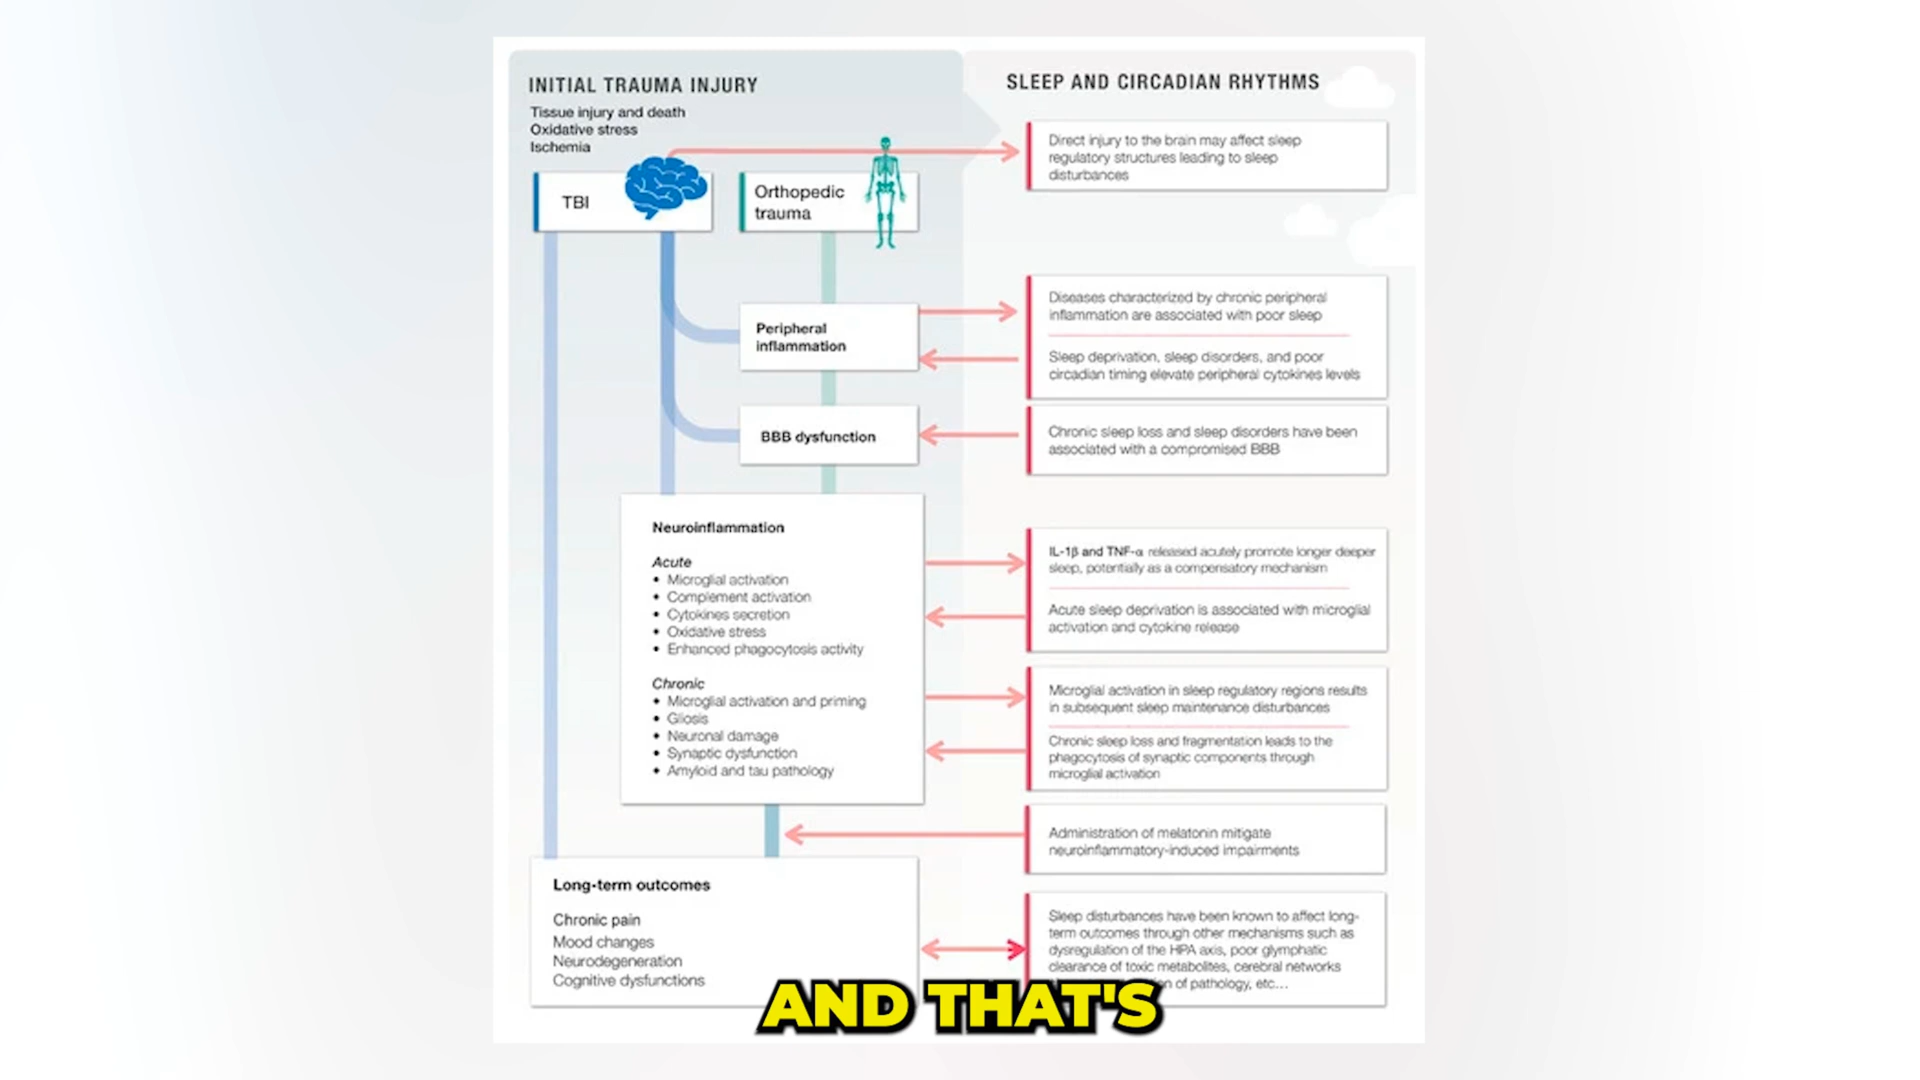 INITIAL TRAUMA INJURY
Tissue injury and death
Oxidative stress
Ischemia
TBI
Orthopedic
trauma
Peripheral
inflammation
BBB dysfunction
Neuroinflammation
Acute
• Microglial activation
• Complement activation
• Cytokines secretion
• Oxidative stress
• Enhanced phagocytosis activity
Chronic
• Microglial activation and priming
• Gliosis
• Neuronal damage
• Synaptic dysfunction
• Amyloid and tau pathology
Long-term outcomes
Chronic pain
Mood changes
Neurodegeneration
Cognitive dysfunctions
SLEEP AND CIRCADIAN RHYTHMS
Direct injury to the brain may affect sleep
regulatory structures leading to sleep
disturbances
Diseases characterized by chronic peripheral
inflammation are associated with poor sleep
Sleep deprivation, sleep disorders, and poor
circadian timing elevate peripheral cytokines levels
Chronic sleep loss and sleep disorders have been
associated with a compromised BBB
IL-1β and TNF-α released acutely promote longer deeper
sleep, potentially as a compensatory mechanism
Acute sleep deprivation is associated with microglial
activation and cytokine release
Microglial activation in sleep regulatory regions results
in subsequent sleep maintenance disturbances
Chronic sleep loss and fragmentation leads to the
phagocytosis of synaptic components through
microglial activation
Administration of melatonin mitigate
neuroinflammatory-induced impairments
Sleep disturbances have been known to affect long-
term outcomes through other mechanisms such as
dysregulation of the HPA axis, poor glymphatic
clearance of toxic metabolites, cerebral networks
of pathology, etc...
AND THAT'S